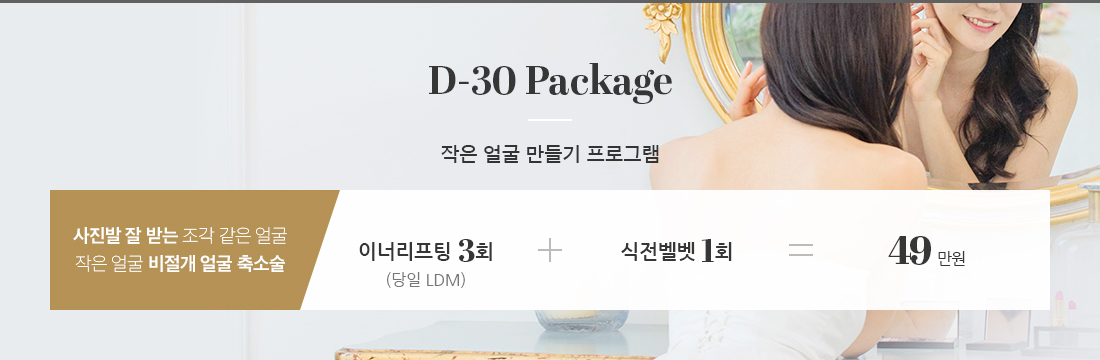 D-30 Package
작은 얼굴 만들기 프로그램
사진발 잘 받는 조각 같은 얼굴
작은 얼굴 비절개 얼굴 축소술
이너리프팅 3회
(당일 LDM)
+
식전벨벳 1회
=
49 만원